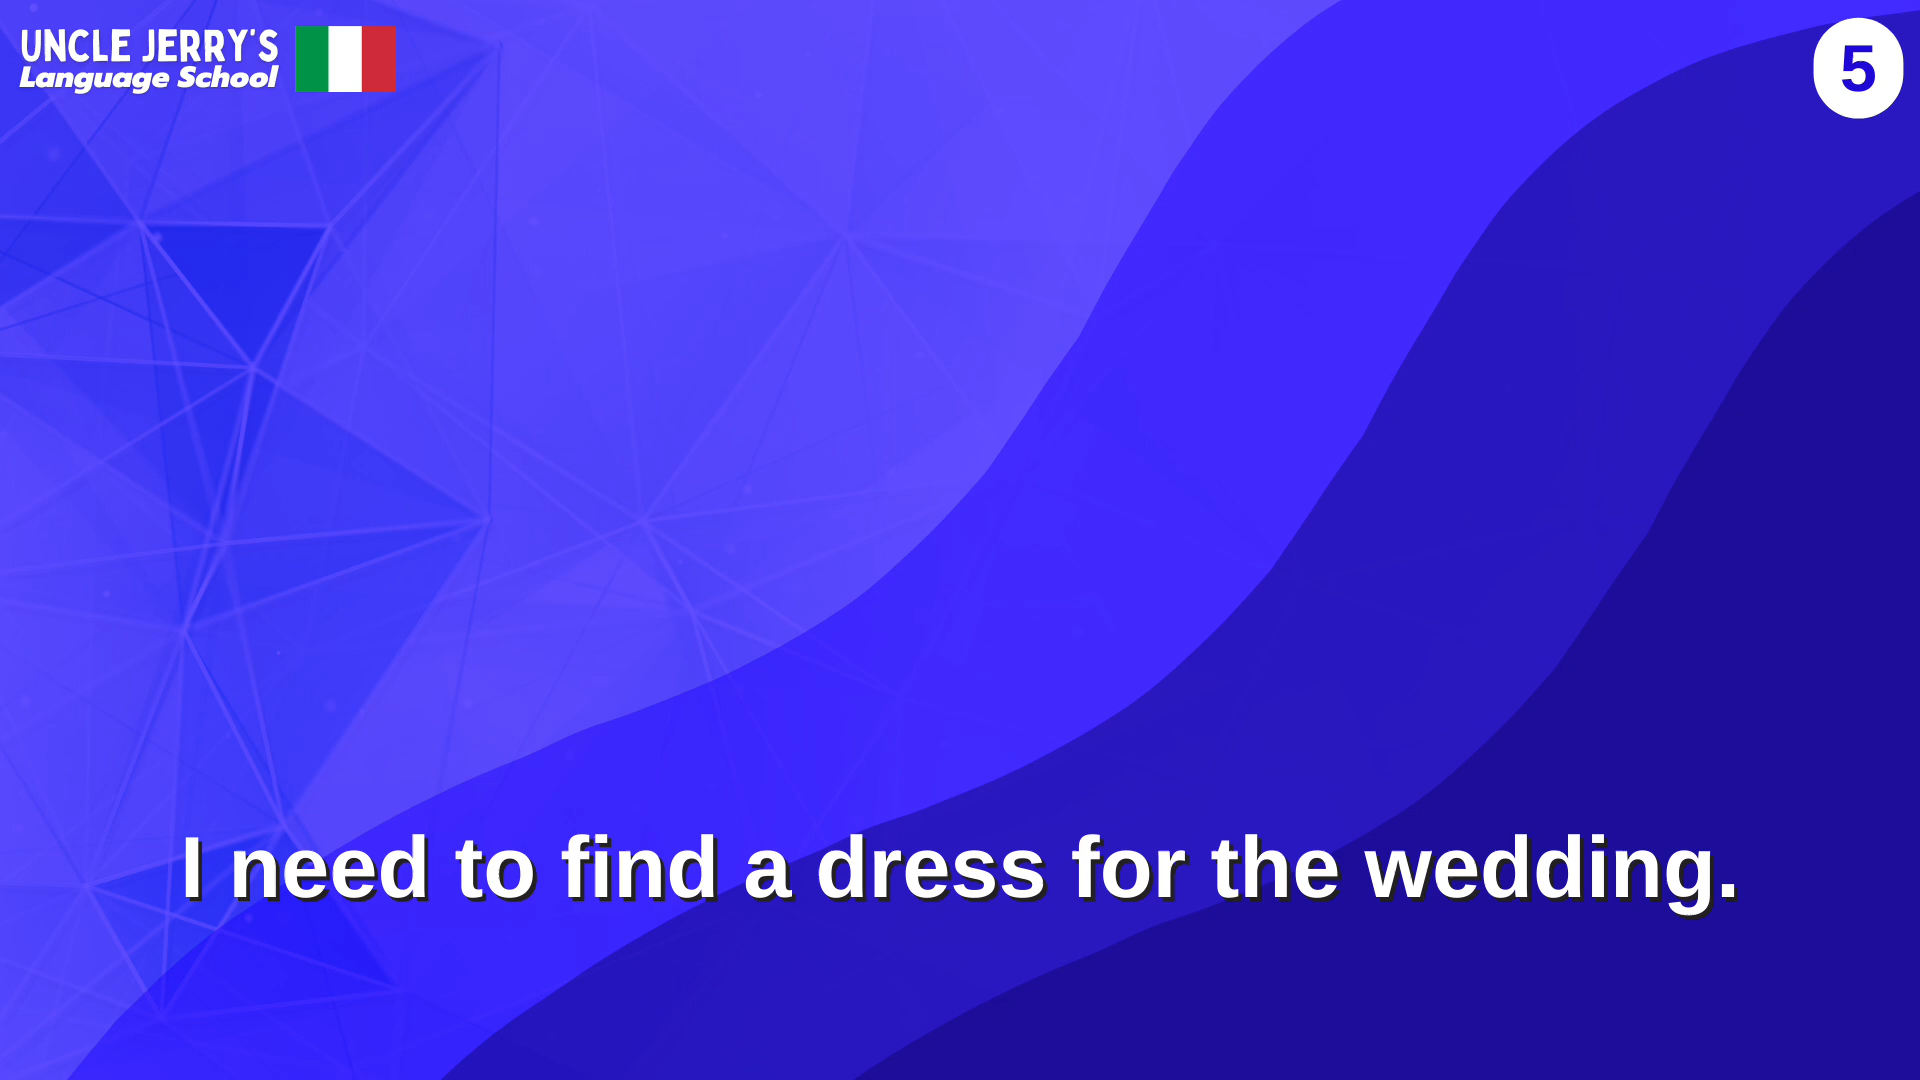 UNCLE JERRY'S
Language School
5
I need to find a dress for the wedding.